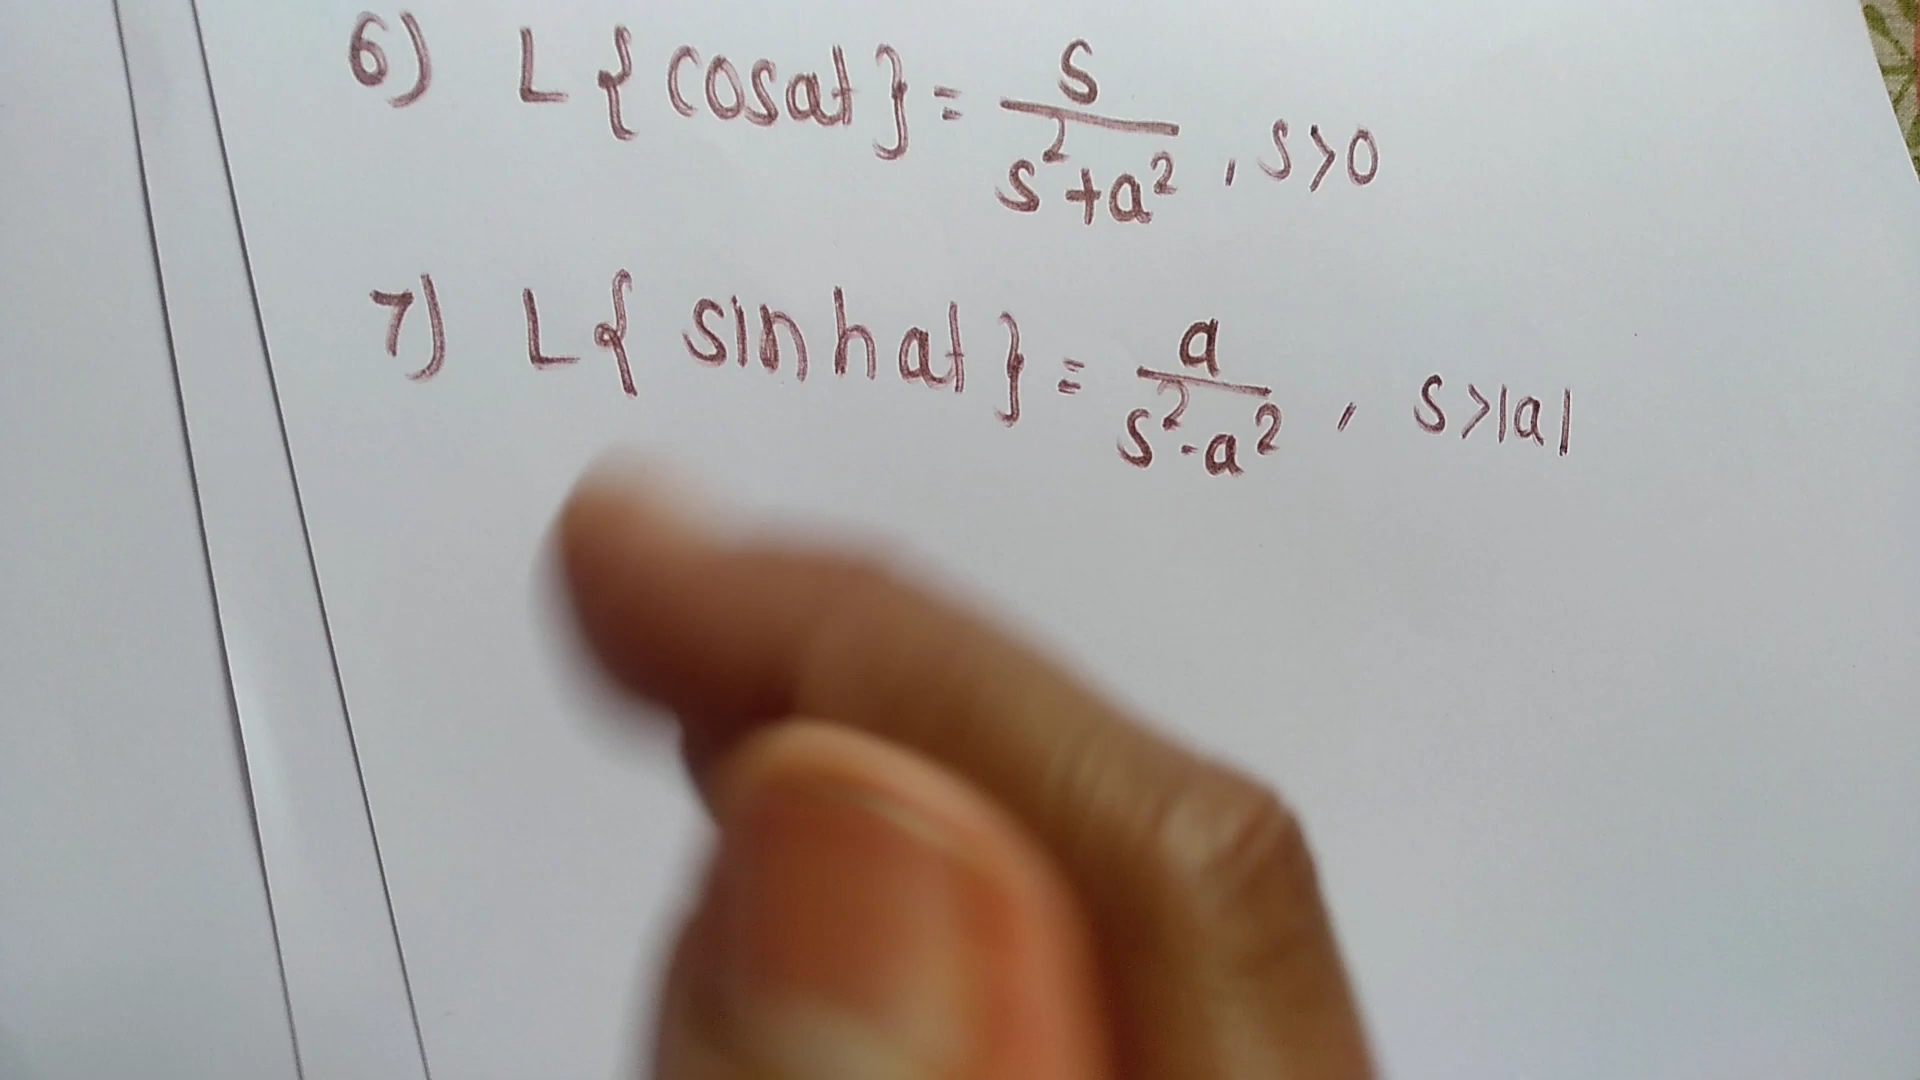 6) L{cosat} = s/(s²+a²), s>0
7) L{sinhat} = a/(s²-a²), s>|a|